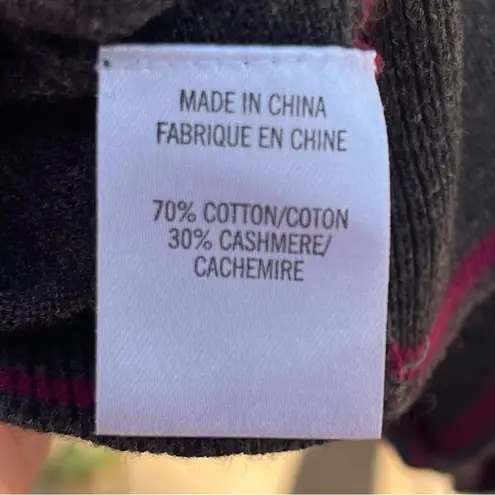 MADE IN CHINA
FABRIQUE EN CHINE
70% COTTON/COTON
30% CASHMERE/
CACHEMIRE